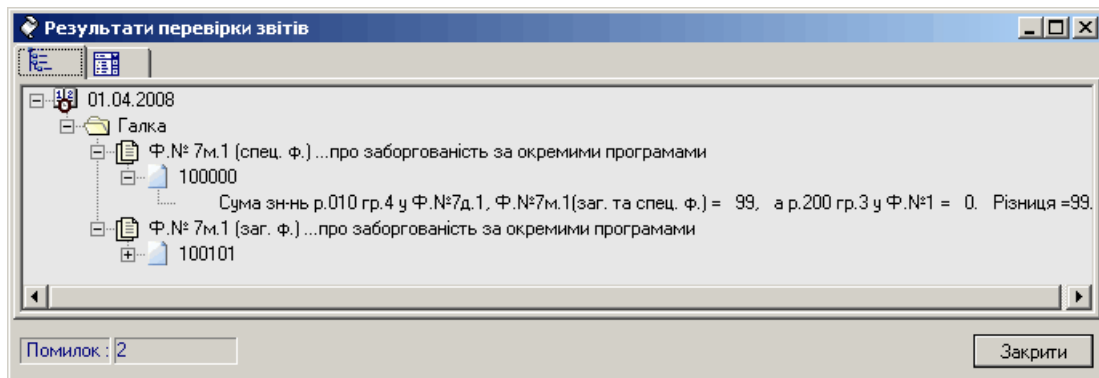 Результати перевірки звітів
01.04.2008
Галка
Ф.№ 7м.1 (спец. ф.) ...про заборгованість за окремими програмами
100000
Сума зн-нь р.010 гр.4 у Ф.№7д.1, Ф.№7м.1(заг. та спец. ф.) = 99, а р.200 гр.3 у Ф.№1 = 0. Різниця =99.
Ф.№ 7м.1 (заг. ф.) ...про заборгованість за окремими програмами
100101
Помилок : 2
Закрити